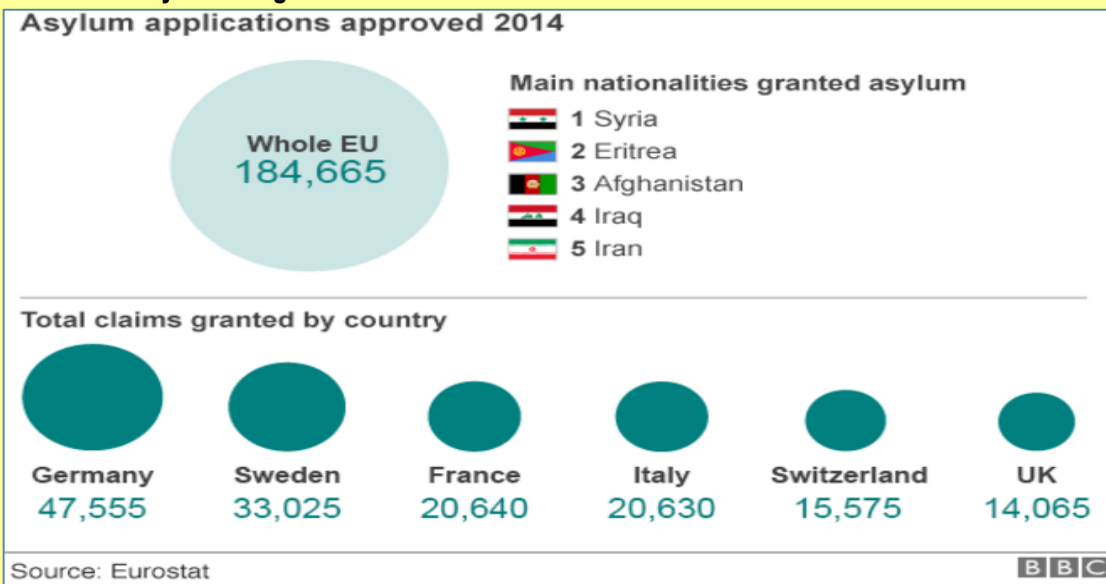 Asylum applications approved 2014
Whole EU
184,665
Main nationalities granted asylum
1 Syria
2 Eritrea
3 Afghanistan
4 Iraq
5 Iran
Total claims granted by country
Germany Sweden France Italy Switzerland UK
47,555 33,025 20,640 20,630 15,575 14,065
Source: Eurostat
BBC